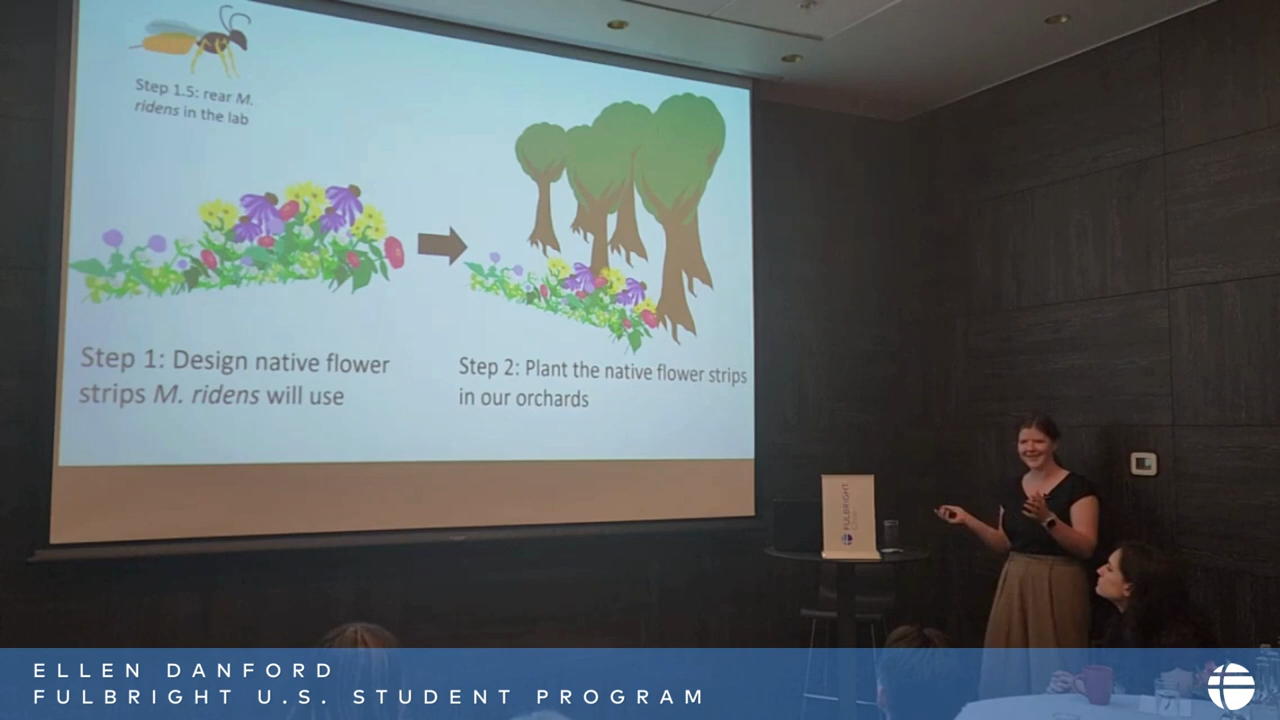 Step 1.5: rear M.
ridens in the lab
Step 1: Design native flower
strips M. ridens will use
Step 2: Plant the native flower strips
in our orchards
FULBRIGHT
ELLEN DANFORD
FULBRIGHT U.S. STUDENT PROGRAM